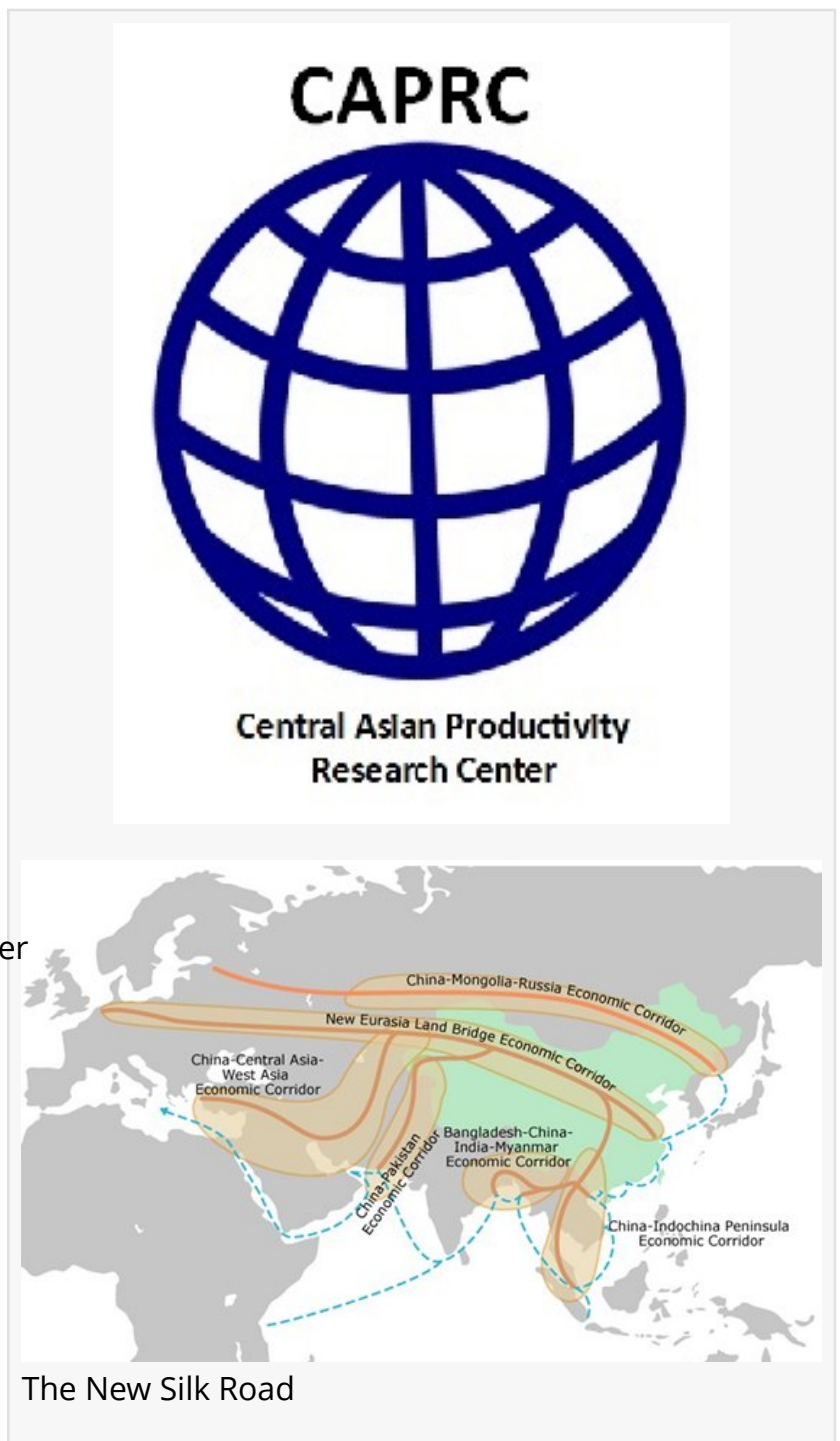 CAPRC
Central Asian Productivity
Research Center
er
China-Mongolia-Russia Economic Corridor
New Eurasia Land Bridge Economic Corridor
China-Central Asia-
West Asia
Economic Corridor
China-Pakistan
Economic Corridor
Bangladesh-China-
India-Myanmar
Economic Corridor
China-Indochina Peninsula
Economic Corridor
The New Silk Road